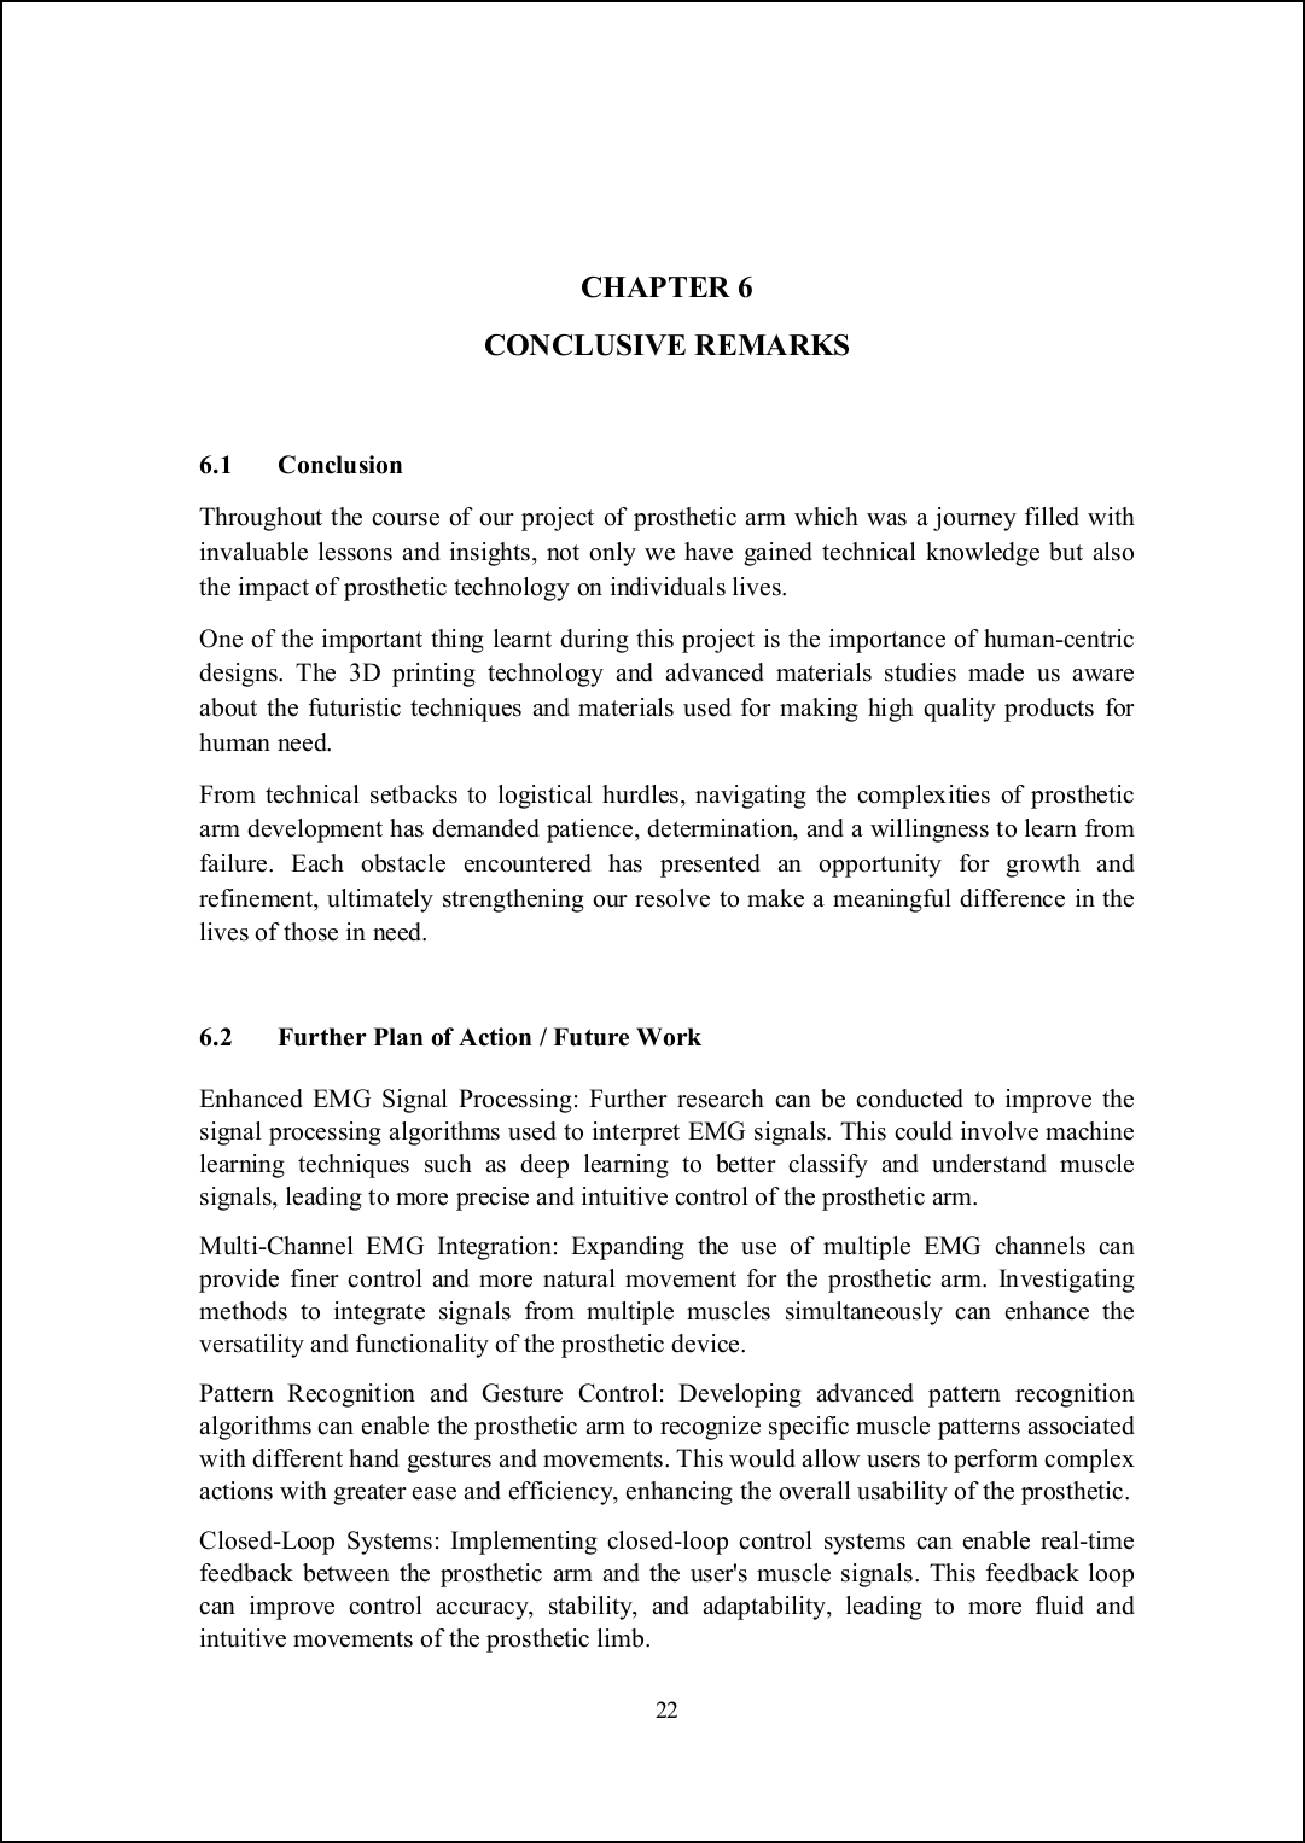 CHAPTER 6
CONCLUSIVE REMARKS
6.1 Conclusion
Throughout the course of our project of prosthetic arm which was a journey filled with
invaluable lessons and insights, not only we have gained technical knowledge but also
the impact of prosthetic technology on individuals lives.
One of the important thing learnt during this project is the importance of human-centric
designs. The 3D printing technology and advanced materials studies made us aware
about the futuristic techniques and materials used for making high quality products for
human need.
From technical setbacks to logistical hurdles, navigating the complexities of prosthetic
arm development has demanded patience, determination, and a willingness to learn from
failure. Each obstacle encountered has presented an opportunity for growth and
refinement, ultimately strengthening our resolve to make a meaningful difference in the
lives of those in need.
6.2 Further Plan of Action / Future Work
Enhanced EMG Signal Processing: Further research can be conducted to improve the
signal processing algorithms used to interpret EMG signals. This could involve machine
learning techniques such as deep learning to better classify and understand muscle
signals, leading to more precise and intuitive control of the prosthetic arm.
Multi-Channel EMG Integration: Expanding the use of multiple EMG channels can
provide finer control and more natural movement for the prosthetic arm. Investigating
methods to integrate signals from multiple muscles simultaneously can enhance the
versatility and functionality of the prosthetic device.
Pattern Recognition and Gesture Control: Developing advanced pattern recognition
algorithms can enable the prosthetic arm to recognize specific muscle patterns associated
with different hand gestures and movements. This would allow users to perform complex
actions with greater ease and efficiency, enhancing the overall usability of the prosthetic.
Closed-Loop Systems: Implementing closed-loop control systems can enable real-time
feedback between the prosthetic arm and the user's muscle signals. This feedback loop
can improve control accuracy, stability, and adaptability, leading to more fluid and
intuitive movements of the prosthetic limb.
22